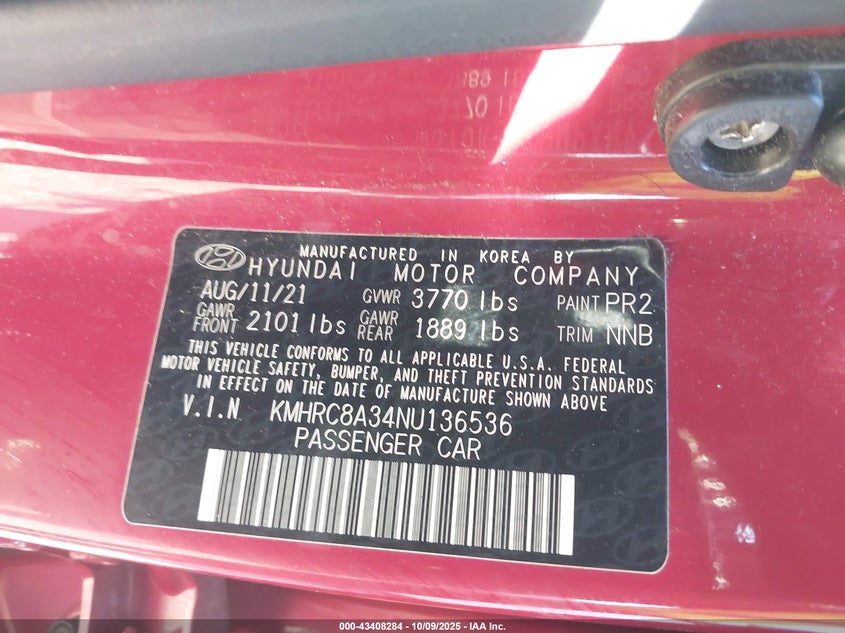 MANUFACTURED IN KOREA BY
HYUNDAI MOTOR COMPANY
AUG/11/21 GVWR 3770 lbs PAINT PR2
GAWR FRONT 2101 lbs GAWR REAR 1889 lbs TRIM NNB
THIS VEHICLE CONFORMS TO ALL APPLICABLE U.S.A. FEDERAL
MOTOR VEHICLE SAFETY, BUMPER, AND THEFT PREVENTION STANDARDS
IN EFFECT ON THE DATE OF MANUFACTURE SHOWN ABOVE
V.I.N KMHRC8A34NU136536
PASSENGER CAR
000-43408284 - 10/09/2025 - IAA Inc.